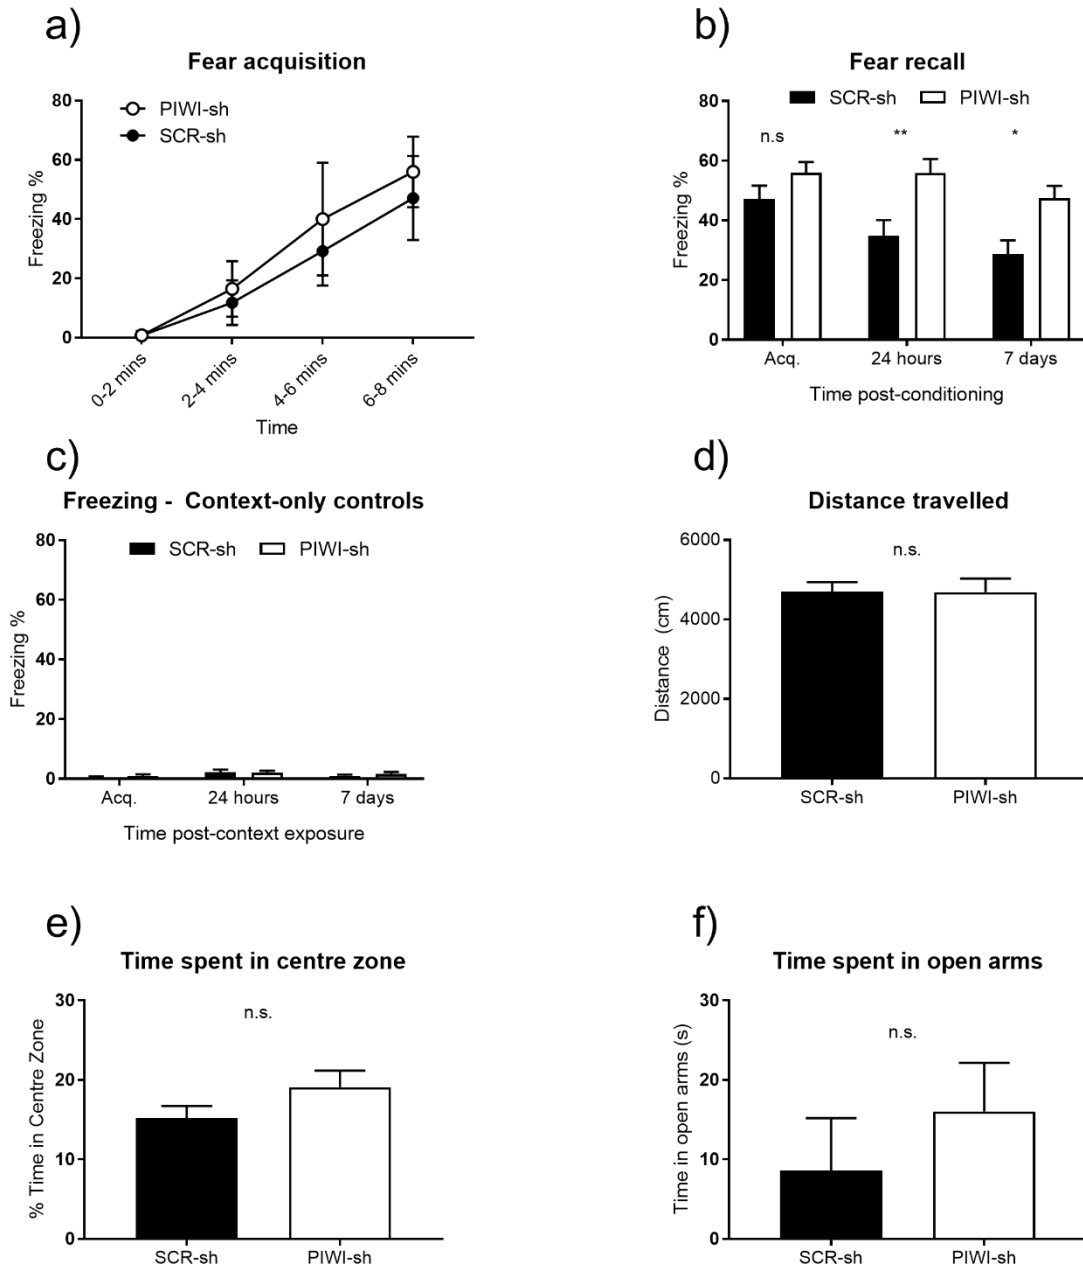 a)
Fear acquisition
PIWI-sh
SCR-sh
80
60
40
20
0
Freezing %
0-2 mins
2-4 mins
4-6 mins
6-8 mins
Time
b)
Fear recall
SCR-sh
PIWI-sh
80
60
40
20
0
Freezing %
n.s
**
*
Acq.
24 hours
7 days
Time post-conditioning
c)
Freezing - Context-only controls
SCR-sh
PIWI-sh
80
60
40
20
0
Freezing %
Acq.
24 hours
7 days
Time post-context exposure
d)
Distance travelled
n.s.
6000
4000
2000
0
Distance (cm)
SCR-sh
PIWI-sh
e)
Time spent in centre zone
n.s.
30
20
10
0
% Time in Centre Zone
SCR-sh
PIWI-sh
f)
Time spent in open arms
n.s.
30
20
10
0
Time in open arms (s)
SCR-sh
PIWI-sh